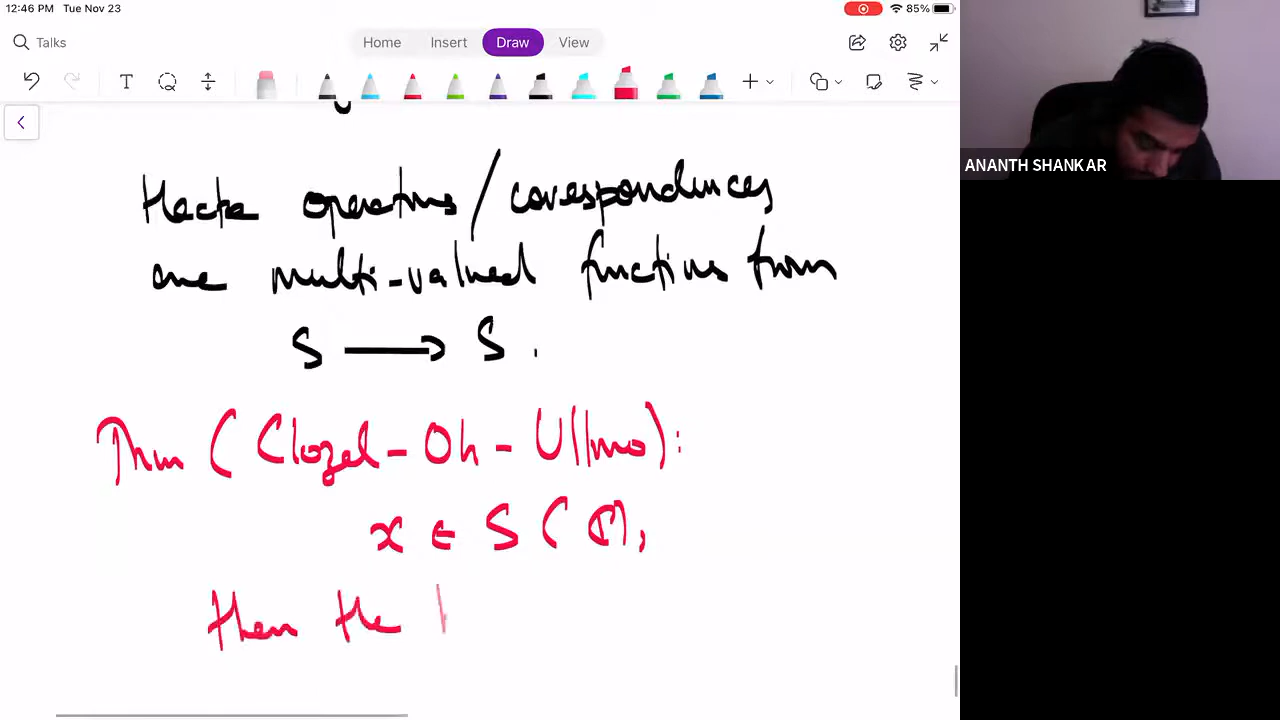 12:46 PM Tue Nov 23
85%
Talks
Home Insert Draw View
ANANTH SHANKAR
Hecke operators / correspondences
are multi-valued functions from
S → S .
Thm ( Clozel - Oh - Ullmo ) :
x ∈ S ( ℂ ) ,
then the